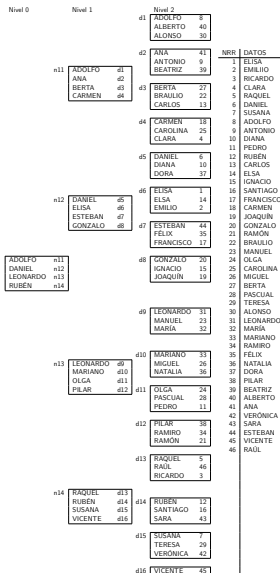 Nivel 0
Nivel 1
Nivel 2
ADOLFO n11
DANIEL n12
LEONARDO n13
RUBÉN n14
n11 ADOLFO d1
ANA d2
BERTA d3
CARMEN d4
n12 DANIEL d5
ELISA d6
ESTEBAN d7
GONZALO d8
n13 LEONARDO d9
MARIANO d10
OLGA d11
PILAR d12
n14 RAQUEL d13
RUBÉN d14
SUSANA d15
VICENTE d16
d1 ADOLFO 8
ALBERTO 40
ALONSO 30
d2 ANA 41
ANTONIO 9
BEATRIZ 39
d3 BERTA 27
BRAULIO 22
CARLOS 13
d4 CARMEN 18
CAROLINA 25
CLARA 4
d5 DANIEL 6
DIANA 10
DORA 37
d6 ELISA 1
ELSA 14
EMILIO 2
d7 ESTEBAN 44
FÉLIX 35
FRANCISCO 17
d8 GONZALO 20
IGNACIO 15
JOAQUÍN 19
d9 LEONARDO 31
MANUEL 23
MARÍA 32
d10 MARIANO 33
MIGUEL 26
NATALIA 36
d11 OLGA 24
PASCUAL 28
PEDRO 11
d12 PILAR 38
RAMIRO 34
RAMÓN 21
d13 RAQUEL 5
RAÚL 46
RICARDO 3
d14 RUBÉN 12
SANTIAGO 16
SARA 43
d15 SUSANA 7
TERESA 29
VERÓNICA 42
d16 VICENTE 45
NRR DATOS
1 ELISA
2 EMILIIO
3 RICARDO
4 CLARA
5 RAQUEL
6 DANIEL
7 SUSANA
8 ADOLFO
9 ANTONIO
10 DIANA
11 PEDRO
12 RUBÉN
13 CARLOS
14 ELSA
15 IGNACIO
16 SANTIAGO
17 FRANCISCO
18 CARMEN
19 JOAQUÍN
20 GONZALO
21 RAMÓN
22 BRAULIO
23 MANUEL
24 OLGA
25 CAROLINA
26 MIGUEL
27 BERTA
28 PASCUAL
29 TERESA
30 ALONSO
31 LEONARDO
32 MARÍA
33 MARIANO
34 RAMIRO
35 FÉLIX
36 NATALIA
37 DORA
38 PILAR
39 BEATRIZ
40 ALBERTO
41 ANA
42 VERÓNICA
43 SARA
44 ESTEBAN
45 VICENTE
46 RAÚL